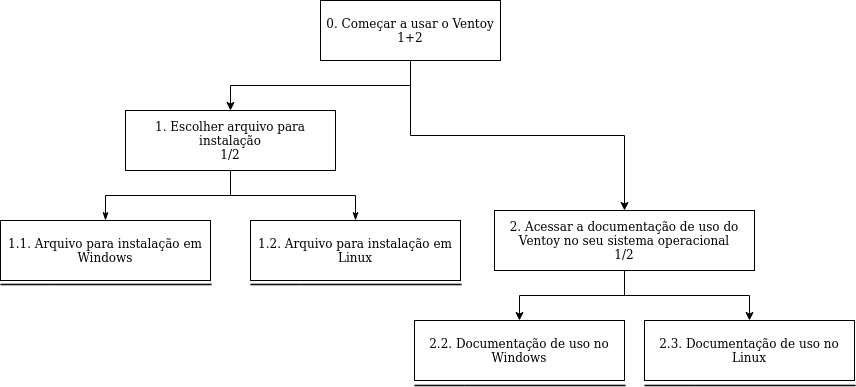 0. Começar a usar o Ventoy
1+2
1. Escolher arquivo para
instalação
1/2
1.1. Arquivo para instalação em
Windows
1.2. Arquivo para instalação em
Linux
2. Acessar a documentação de uso do
Ventoy no seu sistema operacional
1/2
2.2. Documentação de uso no
Windows
2.3. Documentação de uso no
Linux